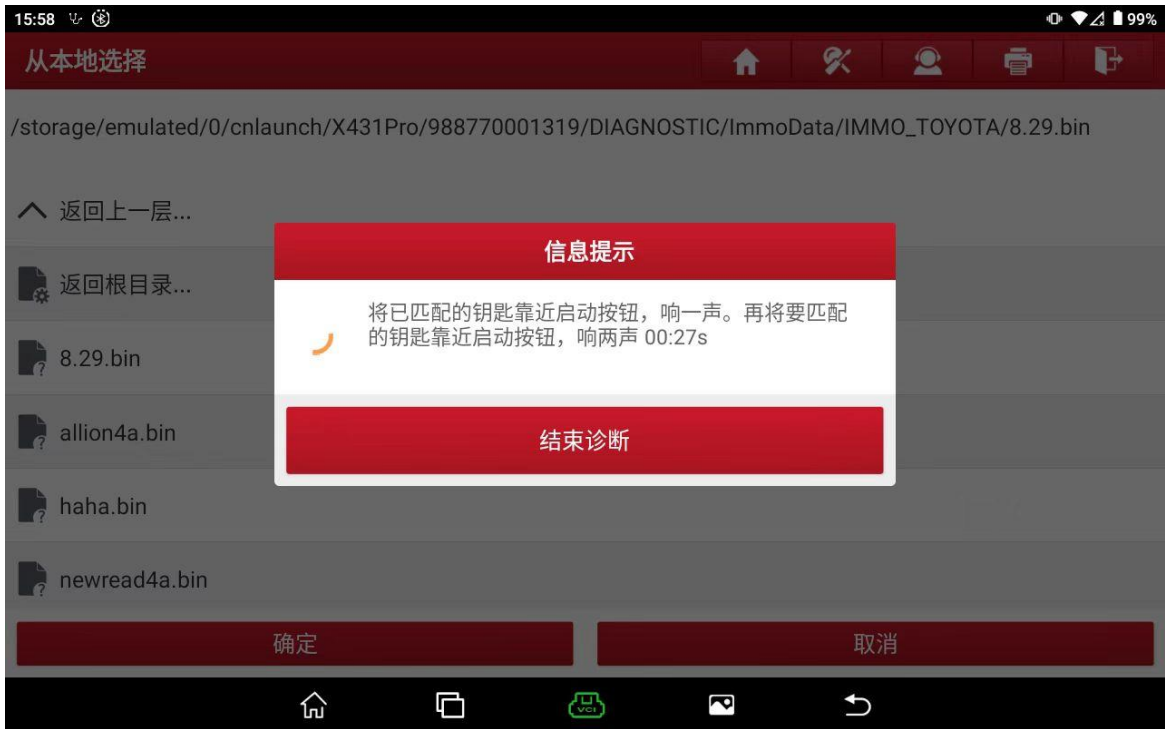 15:58
99%
从本地选择
/storage/emulated/0/cnlaunch/X431Pro/988770001319/DIAGNOSTIC/ImmoData/IMMO_TOYOTA/8.29.bin
返回上一层...
信息提示
返回根目录...
将已匹配的钥匙靠近启动按钮，响一声。再将要匹配
的钥匙靠近启动按钮，响两声 00:27s
8.29.bin
allion4a.bin
结束诊断
haha.bin
newread4a.bin
确定
取消
VCI